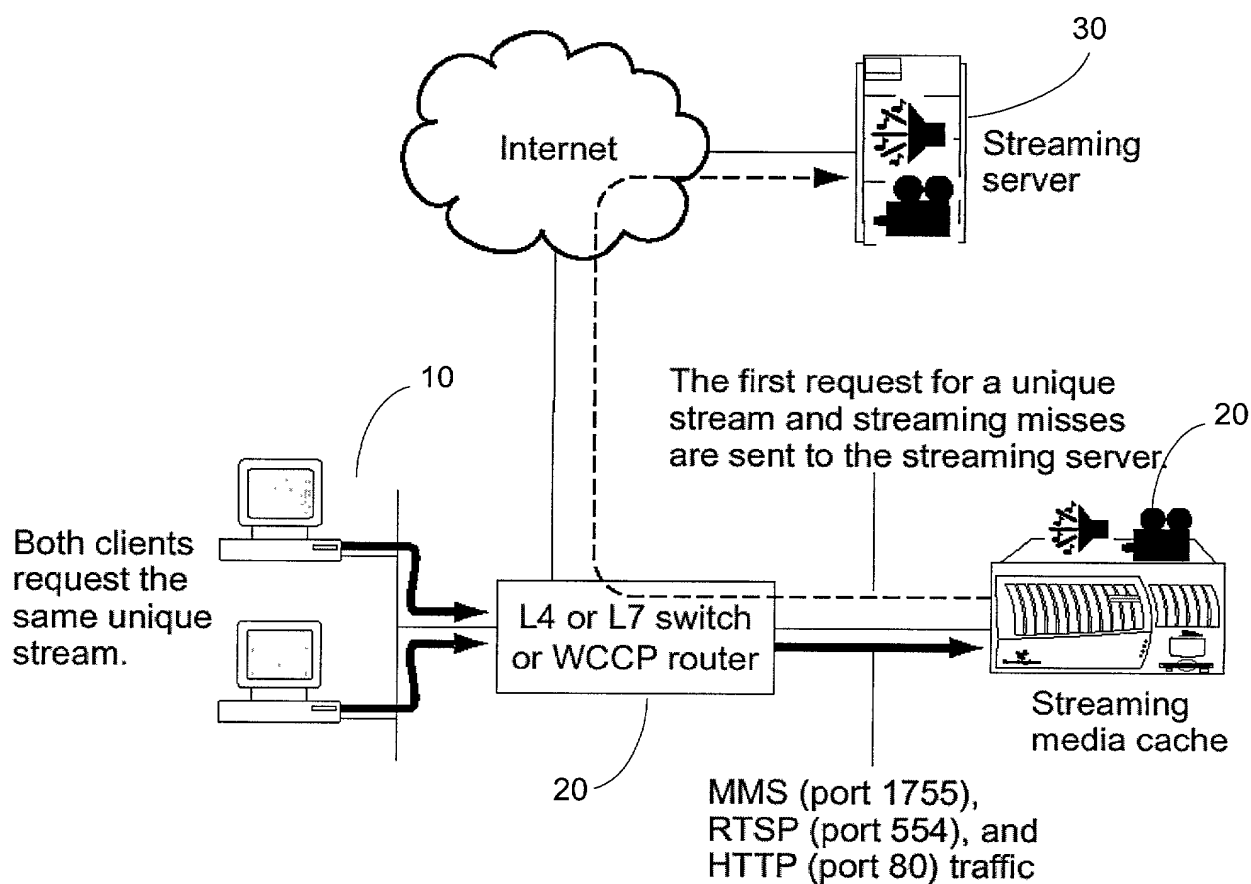 30
Internet
Streaming
server
10
The first request for a unique
stream and streaming misses
are sent to the streaming server.
20
Both clients
request the
same unique
stream.
L4 or L7 switch
or WCCP router
Streaming
media cache
20
MMS (port 1755),
RTSP (port 554), and
HTTP (port 80) traffic